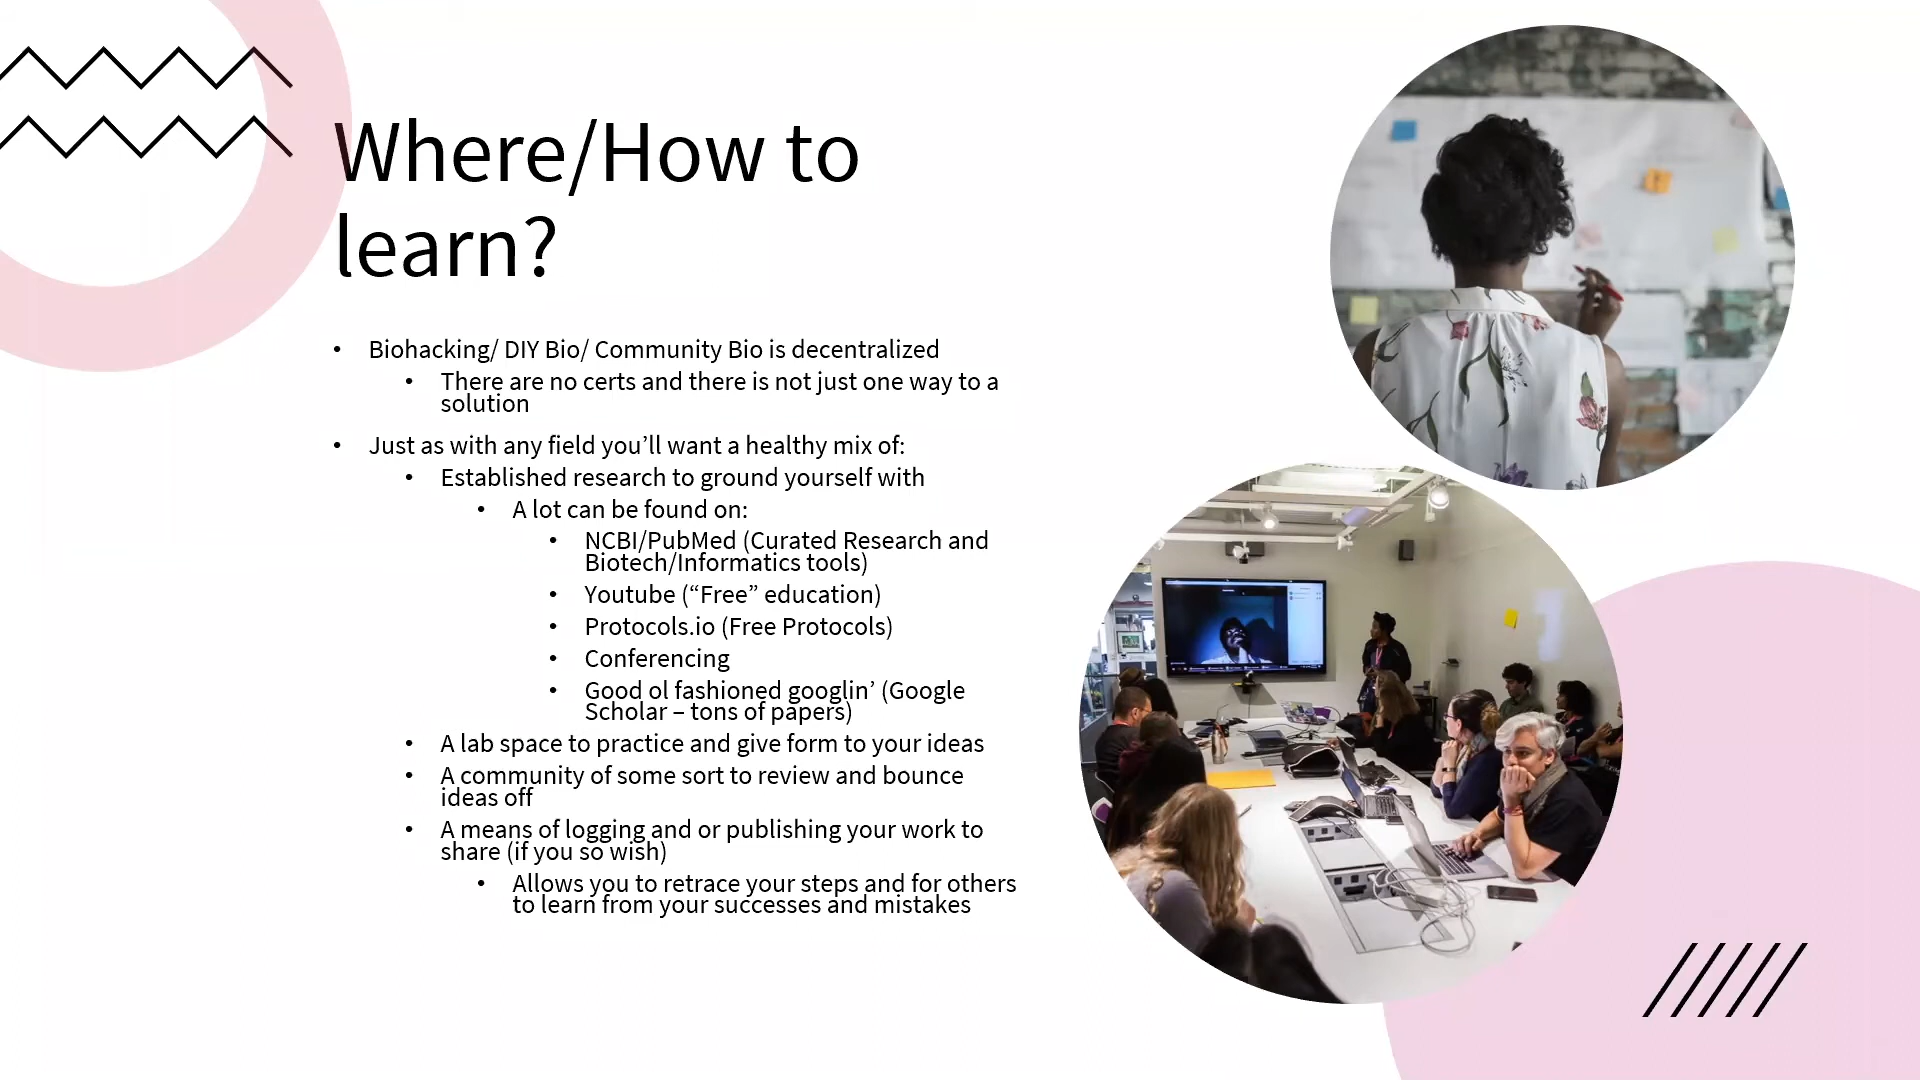 Where/How to
learn?
• Biohacking/ DIY Bio/ Community Bio is decentralized
• There are no certs and there is not just one way to a
solution
• Just as with any field you’ll want a healthy mix of:
• Established research to ground yourself with
• A lot can be found on:
• NCBI/PubMed (Curated Research and
Biotech/Informatics tools)
• Youtube (“Free” education)
• Protocols.io (Free Protocols)
• Conferencing
• Good ol fashioned googlin’ (Google
Scholar – tons of papers)
• A lab space to practice and give form to your ideas
• A community of some sort to review and bounce
ideas off
• A means of logging and or publishing your work to
share (if you so wish)
• Allows you to retrace your steps and for others
to learn from your successes and mistakes